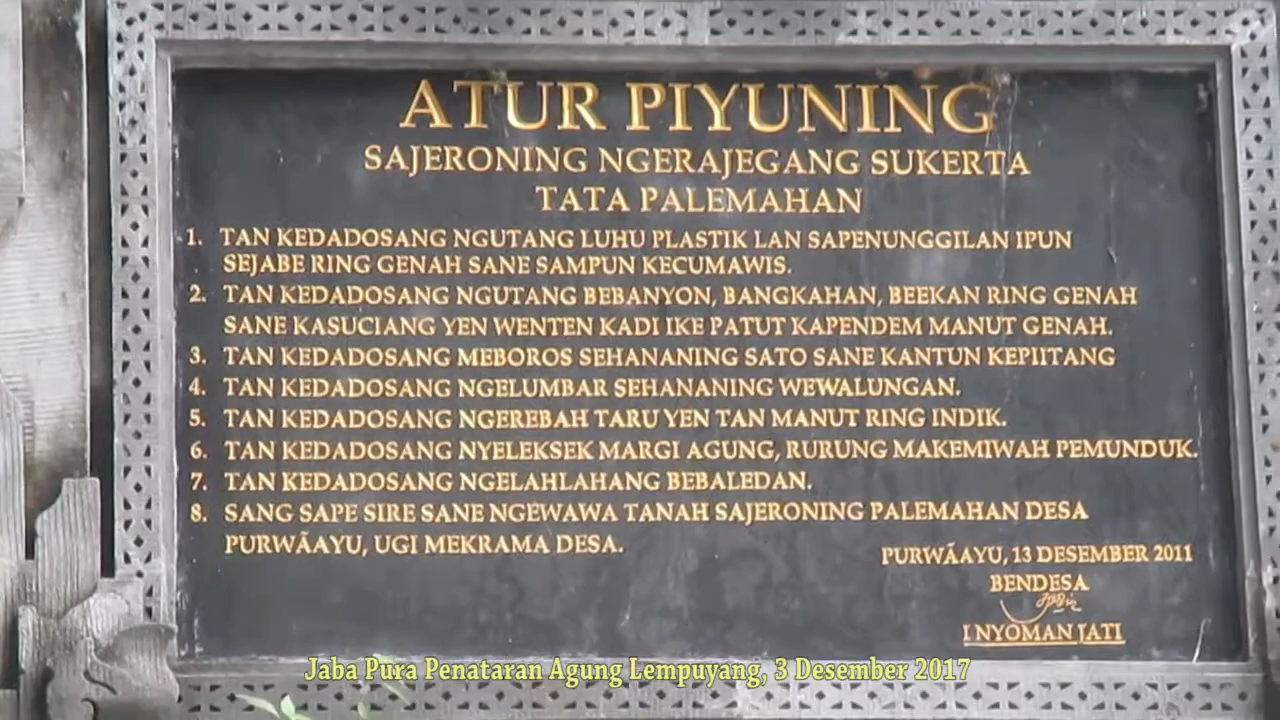 ATUR PIYUNING
SAJERONING NGERAJEGANG SUKERTA
TATA PALEMAHAN
1. TAN KEDADOSANG NGUTANG LUHU PLASTIK LAN SAPENUNGGILAN IPUN
SEJABE RING GENAH SANE SAMPUN KECUMAWIS.
2. TAN KEDADOSANG NGUTANG BEBANYON, BANGKAHAN, BEEKAN RING GENAH
SANE KASUCIANG YEN WENTEN KADI IKE PATUT KAPENDEM MANUT GENAH.
3. TAN KEDADOSANG MEBOROS SEHANANING SATO SANE KANTUN KEPIITANG
4. TAN KEDADOSANG NGELUMBAR SEHANANING WEWALUNGAN.
5. TAN KEDADOSANG NGEREBAH TARU YEN TAN MANUT RING INDIK.
6. TAN KEDADOSANG NYELEKSEK MARGI AGUNG, RURUNG MAKEMIWAH PEMUNDUK.
7. TAN KEDADOSANG NGELAHLAHANG BEBALEDAN.
8. SANG SAPE SIRE SANE NGEWAWA TANAH SAJERONING PALEMAHAN DESA
PURWÃAYU, UGI MEKRAMA DESA.
PURWÃAYU, 13 DESEMBER 2011
BENDESA
I NYOMAN JATI
Jaba Pura Penataran Agung Lempuyang, 3 Desember 2017